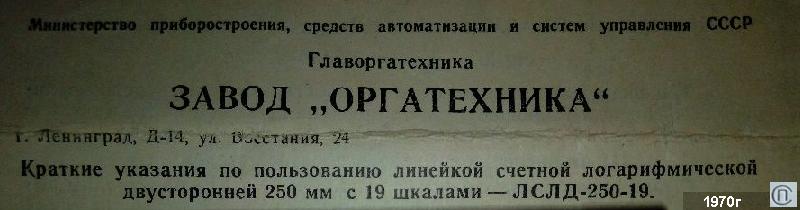 Министерство приборостроения, средств автоматизации и систем управления СССР
Главоргатехника
ЗАВОД „ОРГАТЕХНИКА“
г. Ленинград, Д-14, ул. Восстания, 24
Краткие указания по пользованию линейкой счетной логарифмической
двусторонней 250 мм с 19 шкалами — ЛСЛД-250-19.
1970г